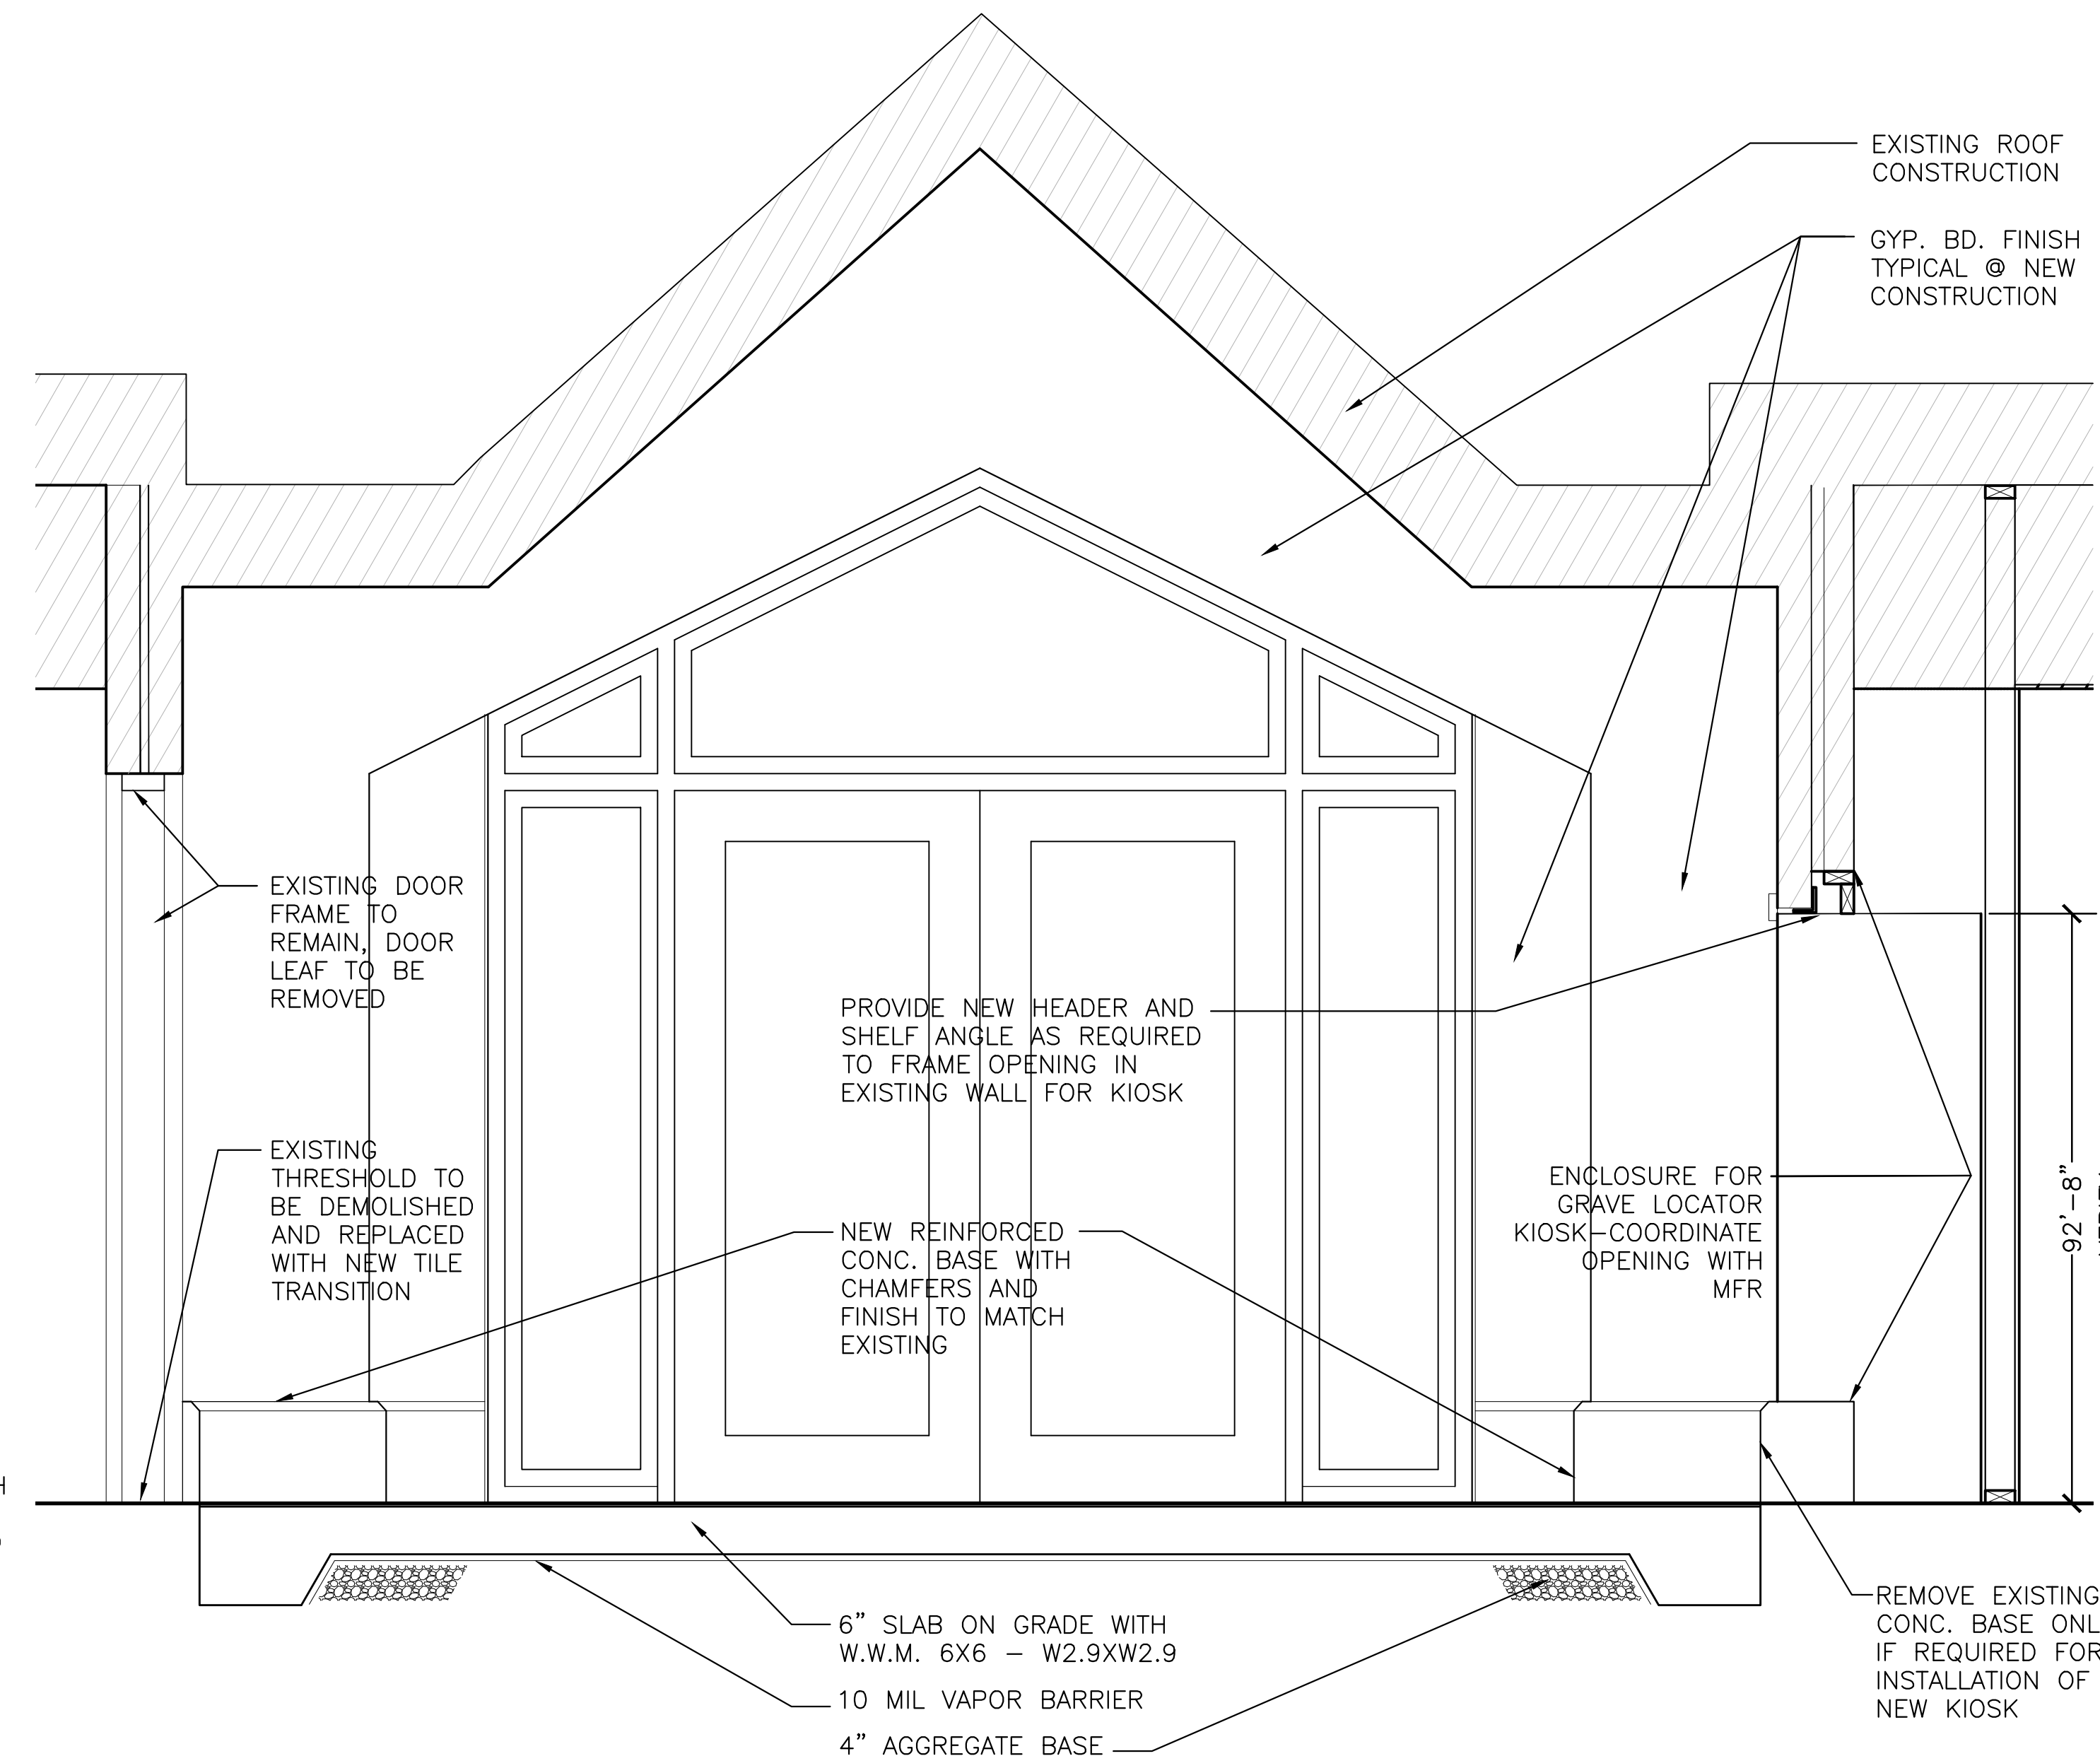 EXISTING ROOF
CONSTRUCTION
GYP. BD. FINISH
TYPICAL @ NEW
CONSTRUCTION
EXISTING DOOR
FRAME TO
REMAIN, DOOR
LEAF TO BE
REMOVED
PROVIDE NEW HEADER AND
SHELF ANGLE AS REQUIRED
TO FRAME OPENING IN
EXISTING WALL FOR KIOSK
EXISTING
THRESHOLD TO
BE DEMOLISHED
AND REPLACED
WITH NEW TILE
TRANSITION
NEW REINFORCED
CONC. BASE WITH
CHAMFERS AND
FINISH TO MATCH
EXISTING
ENCLOSURE FOR
GRAVE LOCATOR
KIOSK-COORDINATE
OPENING WITH
MFR
92'-8"
6" SLAB ON GRADE WITH
W.W.M. 6X6 - W2.9XW2.9
10 MIL VAPOR BARRIER
4" AGGREGATE BASE
REMOVE EXISTING
CONC. BASE ONL
IF REQUIRED FOR
INSTALLATION OF
NEW KIOSK